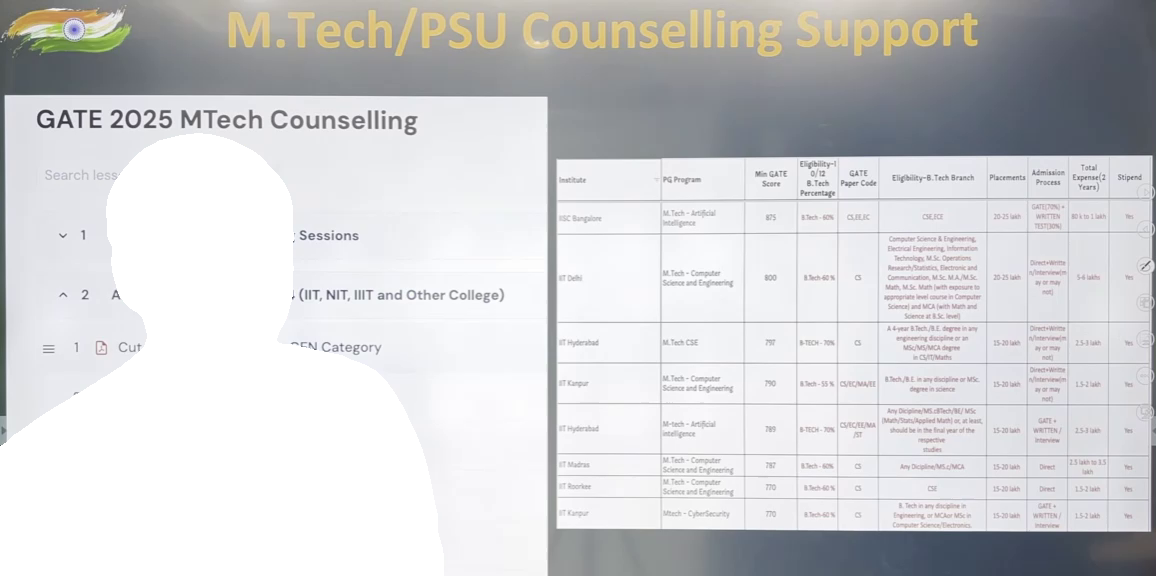 M.Tech/PSU Counselling Support
GATE 2025 MTech Counselling
Search less
1 Sessions
2 A (IIT, NIT, IIIT and Other College)
1 Cut Category
Institute PG Program Min GATE Score Eligibility-10/12 B.Tech Percentage GATE Paper Code Eligibility-B.Tech Branch Placements Admission Process Total Expense(2 Years) Stipend
IISC Bangalore M.Tech - Artificial Intelligence 875 B.Tech - 60% CS,EE,EC CSE,ECE 20-25 lakh GATE(70%) + WRITTEN TEST(30%) 80 k to 1 lakh Yes
IIT Delhi M.Tech - Computer Science and Engineering 800 B.Tech-60 % CS Computer Science & Engineering, Electrical Engineering, Information Technology, M.Sc. Operations Research/Statistics, Electronic and Communication, M.Sc. M.A./M.Sc. Math, M.Sc. Math (with exposure to appropriate level course in Computer Science) and MCA (with Math and Science at B.Sc. level) 20-25 lakh Direct+Written/Interview(may or may not) 5-6 lakhs Yes
IIT Hyderabad M.Tech CSE 797 B-TECH - 70% CS A 4-year B.Tech./B.E. degree in any engineering discipline or an MSc/MS/MCA degree in CS/IT/Maths 15-20 lakh Direct+Written/Interview(may or may not) 2.5-3 lakh Yes
IIT Kanpur M.Tech - Computer Science and Engineering 790 B.Tech - 55 % CS/EC/MA/EE B.Tech./B.E. in any discipline or MSc. degree in science 15-20 lakh Direct+Written/Interview(may or may not) 1.5-2 lakh Yes
IIT Hyderabad M-tech - Artificial intelligence 789 B-TECH - 70% CS/EC/EE/MA/ST Any Dicipline/MS.cBTech/BE/ MSc (Math/Stats/Applied Math) or, at least, should be in the final year of the respective studies 15-20 lakh GATE + WRITTEN / Interview 2.5-3 lakh Yes
IIT Madras M.Tech - Computer Science and Engineering 787 B.Tech - 60% CS Any Dicipline/MS.c/MCA 15-20 lakh Direct 2.5 lakh to 3.5 lakh Yes
IIT Roorkee M.Tech - Computer Science and Engineering 770 B.Tech-60 % CS CSE 15-20 lakh Direct 1.5-2 lakh Yes
IIT Kanpur Mtech - CyberSecurity 770 B.Tech-60 % CS B. Tech in any discipline in Engineering, or MCAor MSc in Computer Science/Electronics. 15-20 lakh GATE + WRITTEN / Interview 1.5-2 lakh Yes